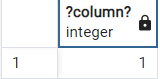 ?column?
integer
1 1